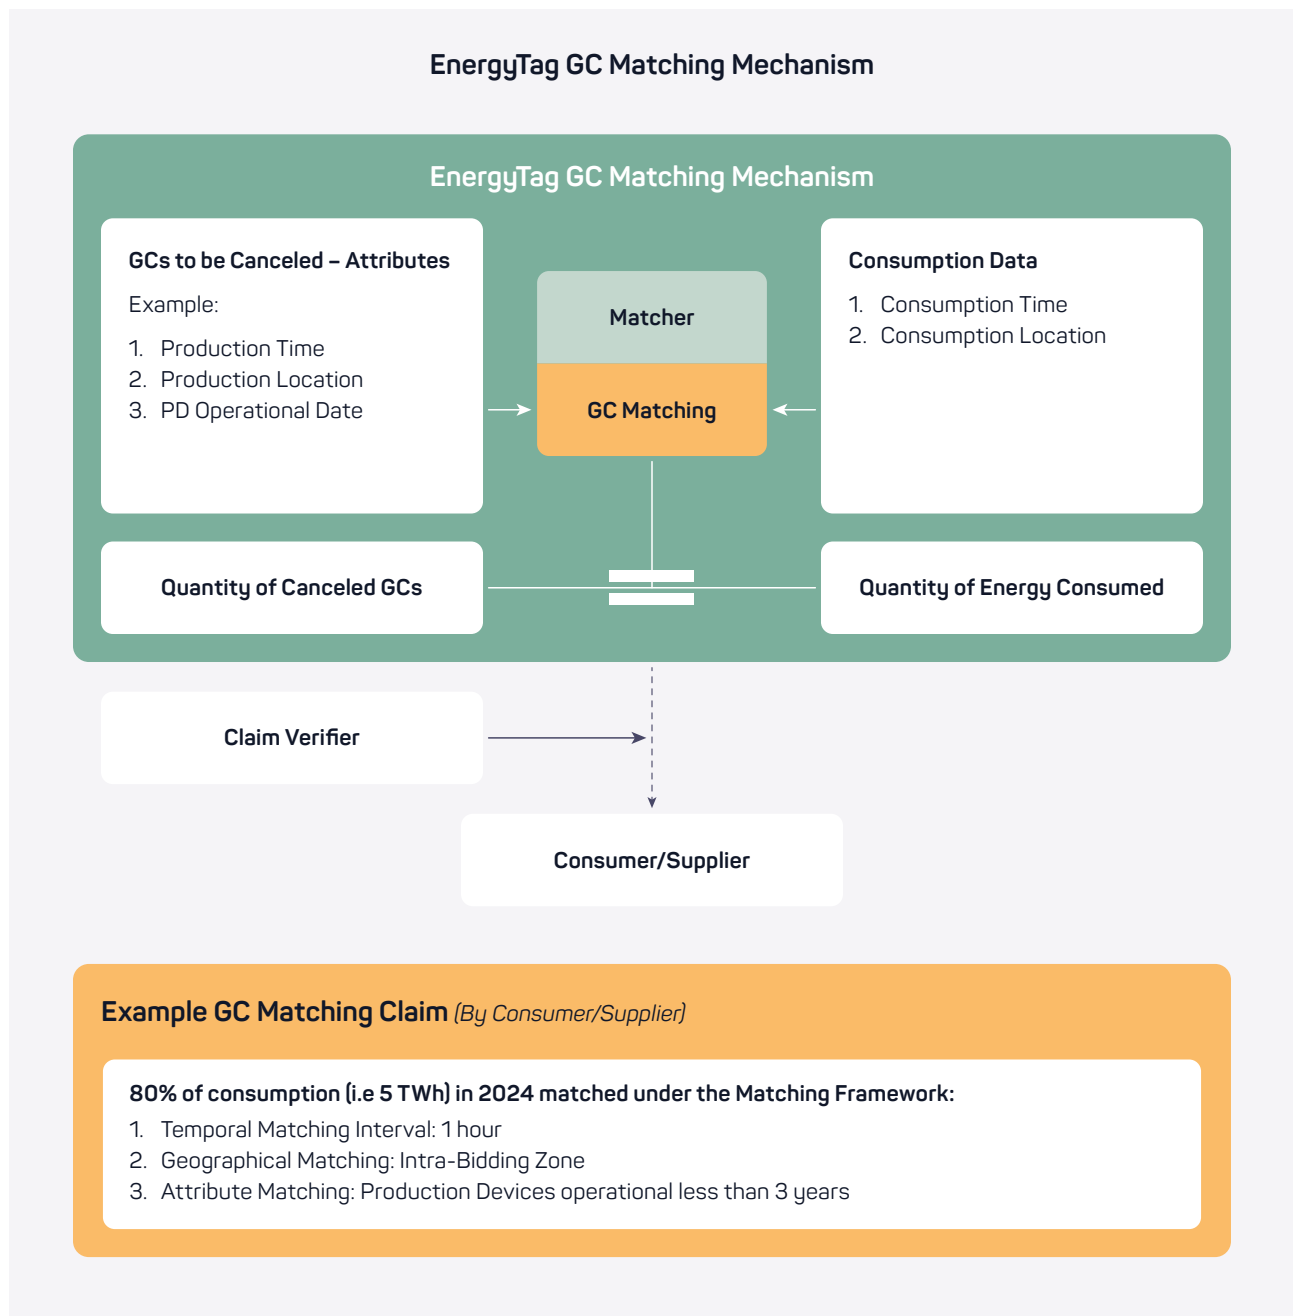 EnergyTag GC Matching Mechanism
EnergyTag GC Matching Mechanism
GCs to be Canceled – Attributes
Example:
1. Production Time
2. Production Location
3. PD Operational Date
Matcher
GC Matching
Consumption Data
1. Consumption Time
2. Consumption Location
Quantity of Canceled GCs
Quantity of Energy Consumed
Claim Verifier
Consumer/Supplier
Example GC Matching Claim (By Consumer/Supplier)
80% of consumption (i.e 5 TWh) in 2024 matched under the Matching Framework:
1. Temporal Matching Interval: 1 hour
2. Geographical Matching: Intra-Bidding Zone
3. Attribute Matching: Production Devices operational less than 3 years